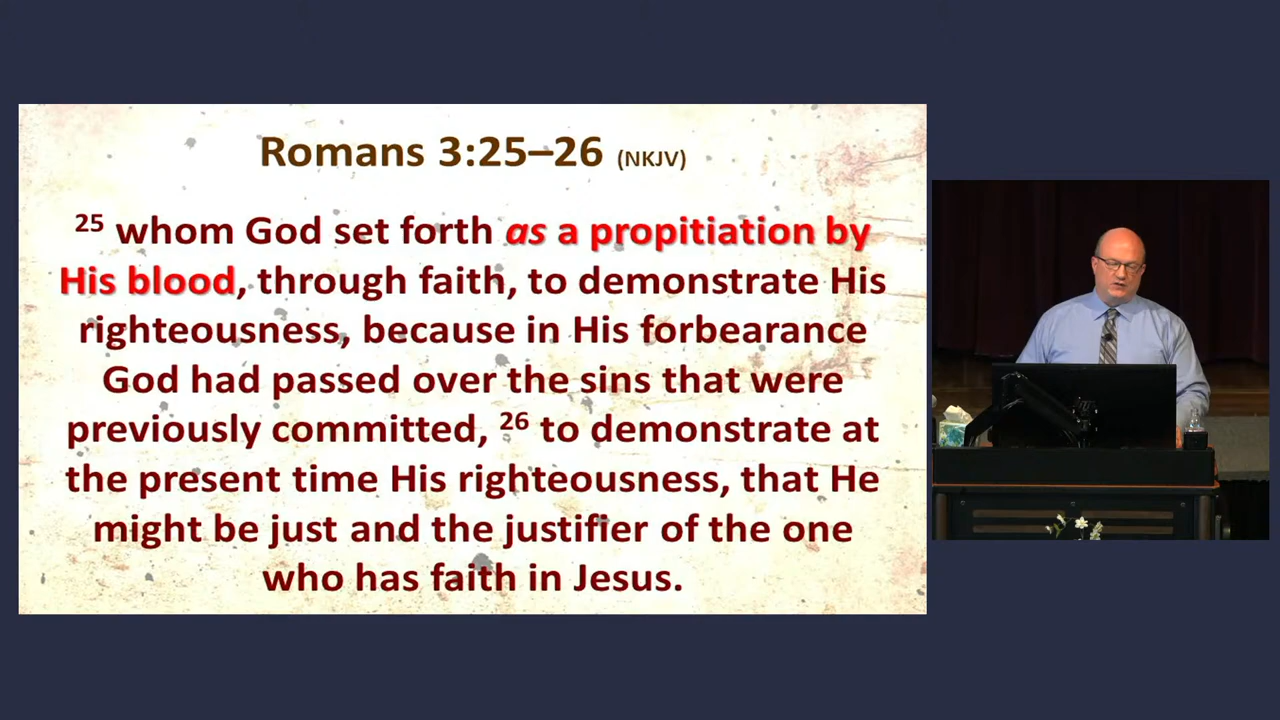 Romans 3:25–26 (NKJV)
25 whom God set forth as a propitiation by
His blood, through faith, to demonstrate His
righteousness, because in His forbearance
God had passed over the sins that were
previously committed, 26 to demonstrate at
the present time His righteousness, that He
might be just and the justifier of the one
who has faith in Jesus.